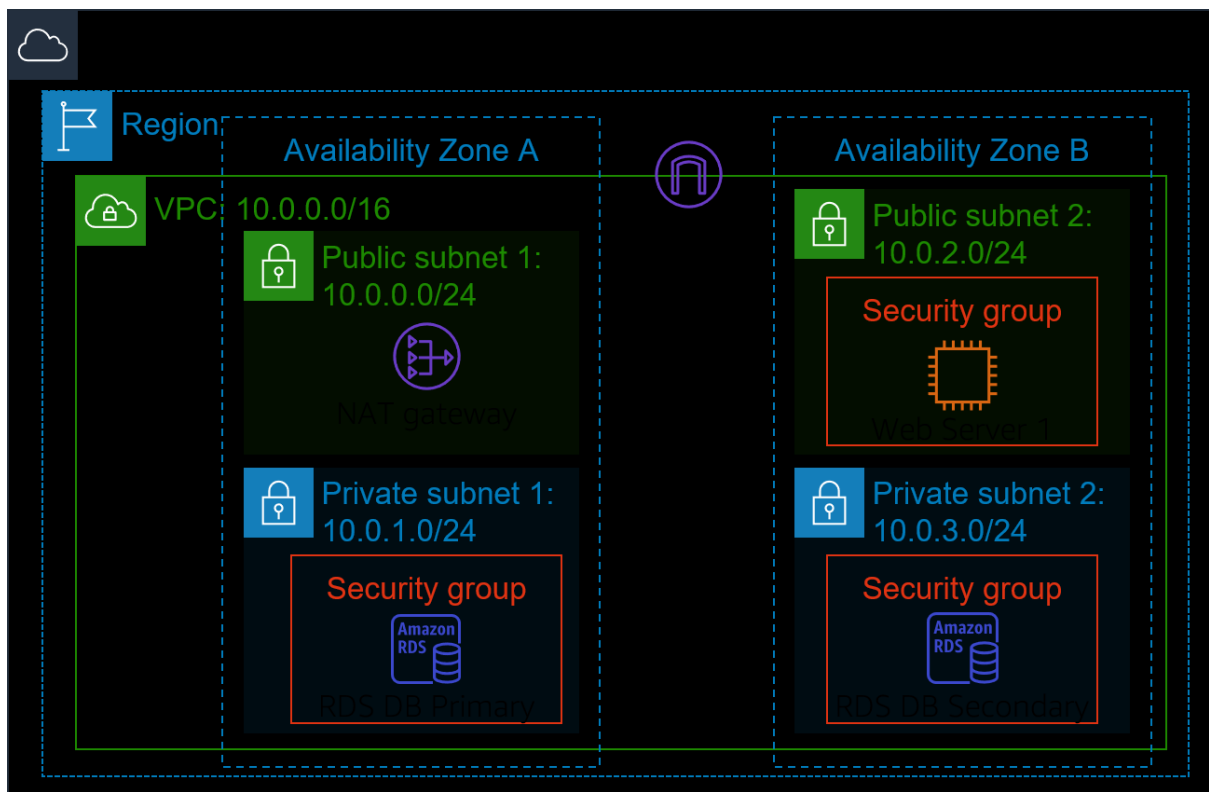 Region
Availability Zone A
Availability Zone B
VPC: 10.0.0.0/16
Public subnet 1:
10.0.0.0/24
NAT gateway
Public subnet 2:
10.0.2.0/24
Security group
Web Server 1
Private subnet 1:
10.0.1.0/24
Security group
Amazon
RDS
RDS DB Primary
Private subnet 2:
10.0.3.0/24
Security group
Amazon
RDS
RDS DB Secondary